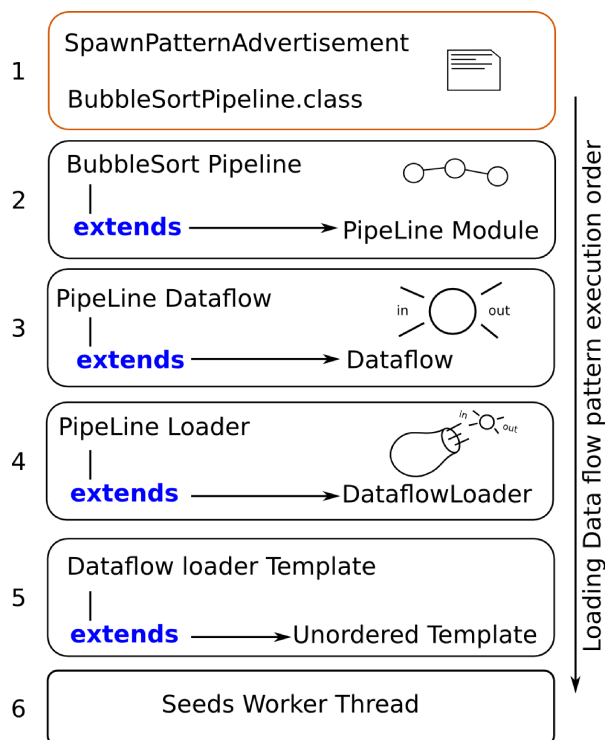 1
SpawnPatternAdvertisement
BubbleSortPipeline.class
2
BubbleSort Pipeline
extends
PipeLine Module
3
PipeLine Dataflow
in
out
extends
Dataflow
4
PipeLine Loader
in
out
extends
DataflowLoader
5
Dataflow loader Template
extends
Unordered Template
6
Seeds Worker Thread
Loading Data flow pattern execution order